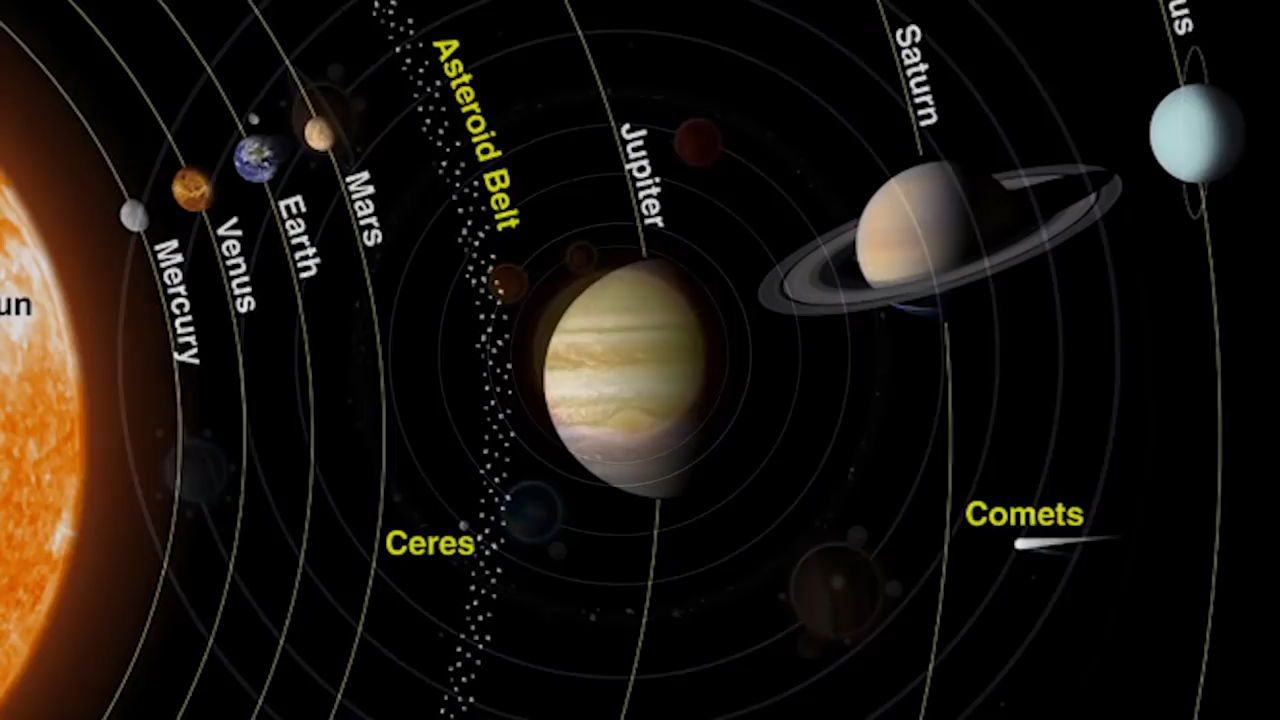 un
Mercury
Venus
Earth
Mars
Asteroid Belt
Ceres
Jupiter
Saturn
Comets
us